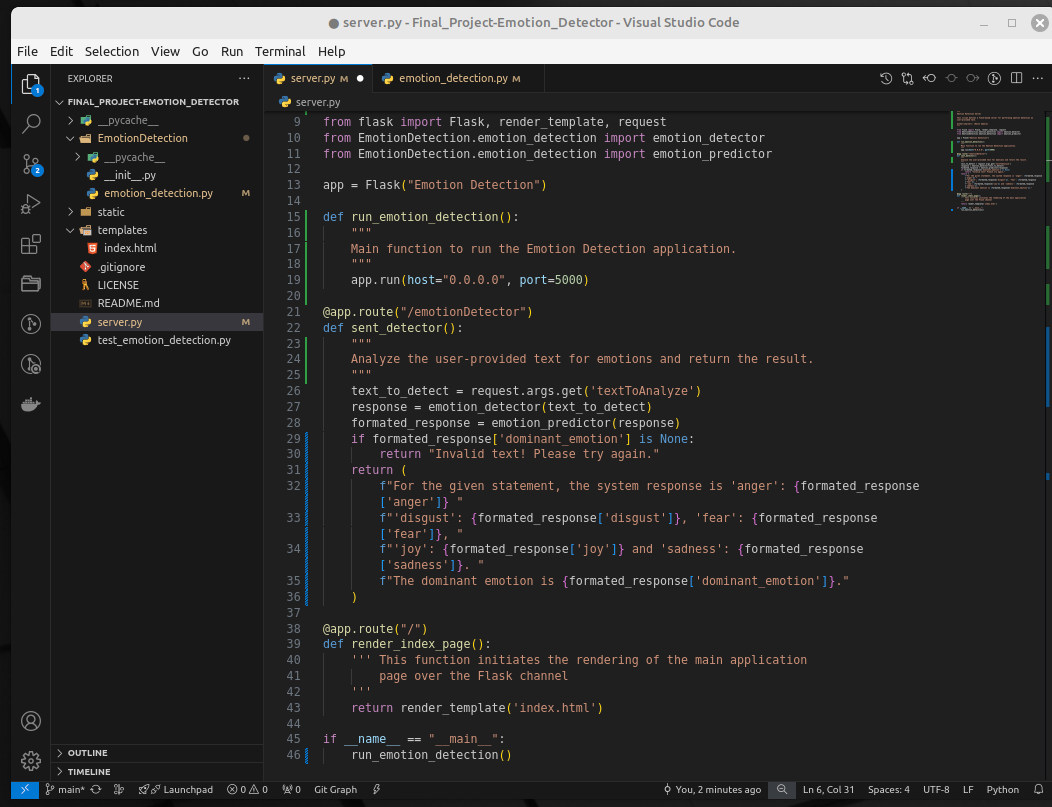 server.py - Final_Project-Emotion_Detector - Visual Studio Code
File Edit Selection View Go Run Terminal Help
EXPLORER
server.py M
emotion_detection.py M
FINAL_PROJECT-EMOTION_DETECTOR
server.py
__pycache__
EmotionDetection
__pycache__
__init__.py
emotion_detection.py M
static
templates
index.html
.gitignore
LICENSE
README.md
server.py M
test_emotion_detection.py
1
2
9 from flask import Flask, render_template, request
10 from EmotionDetection.emotion_detection import emotion_detector
11 from EmotionDetection.emotion_detection import emotion_predictor
12
13 app = Flask("Emotion Detection")
14
15 def run_emotion_detection():
16     """
17     Main function to run the Emotion Detection application.
18     """
19     app.run(host="0.0.0.0", port=5000)
20
21 @app.route("/emotionDetector")
22 def sent_detector():
23     """
24     Analyze the user-provided text for emotions and return the result.
25     """
26     text_to_detect = request.args.get('textToAnalyze')
27     response = emotion_detector(text_to_detect)
28     formated_response = emotion_predictor(response)
29     if formated_response['dominant_emotion'] is None:
30         return "Invalid text! Please try again."
31     return (
32         f"For the given statement, the system response is 'anger': {formated_response
['anger']} "
33         f"'disgust': {formated_response['disgust']}, 'fear': {formated_response
['fear']}, "
34         f"'joy': {formated_response['joy']} and 'sadness': {formated_response
['sadness']}. "
35         f"The dominant emotion is {formated_response['dominant_emotion']}."
36     )
37
38 @app.route("/")
39 def render_index_page():
40     ''' This function initiates the rendering of the main application
41         page over the Flask channel
42     '''
43     return render_template('index.html')
44
45 if __name__ == "__main__":
46     run_emotion_detection()
OUTLINE
TIMELINE
main* Launchpad 0 0 0 Git Graph You, 2 minutes ago Ln 6, Col 31 Spaces: 4 UTF-8 LF Python